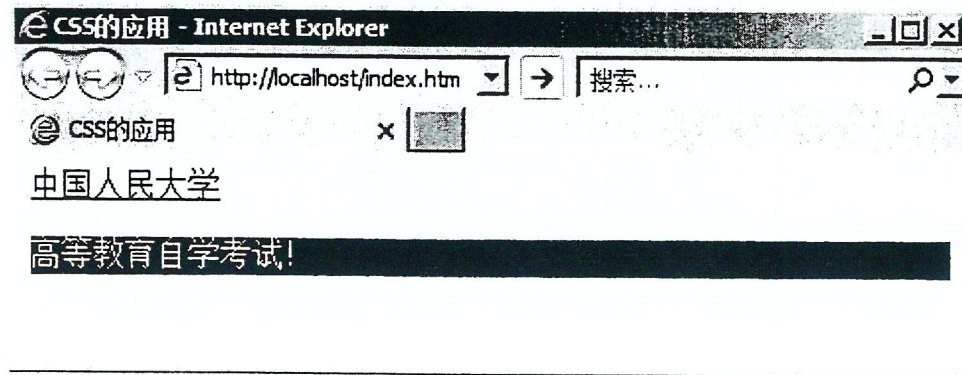 CSS的应用 - Internet Explorer
http://localhost/index.htm
搜索...
CSS的应用
中国人民大学
高等教育自学考试!